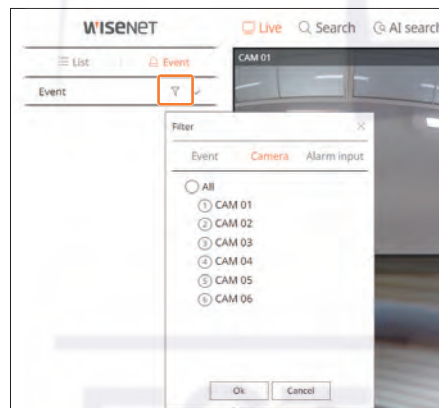 WISENET
Live Search AI search
List Event
CAM 01
Event
Filter
Event Camera Alarm input
All
1 CAM 01
2 CAM 02
3 CAM 03
4 CAM 04
5 CAM 05
6 CAM 06
Ok Cancel